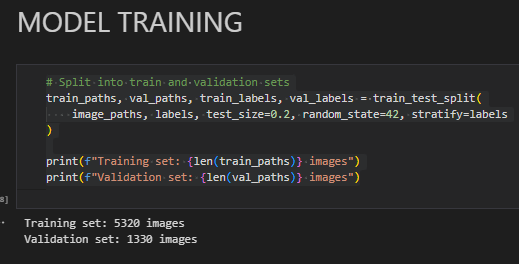 MODEL TRAINING
# Split into train and validation sets
train_paths, val_paths, train_labels, val_labels = train_test_split(
    image_paths, labels, test_size=0.2, random_state=42, stratify=labels
)
print(f"Training set: {len(train_paths)} images")
print(f"Validation set: {len(val_paths)} images")
8]
Training set: 5320 images
Validation set: 1330 images